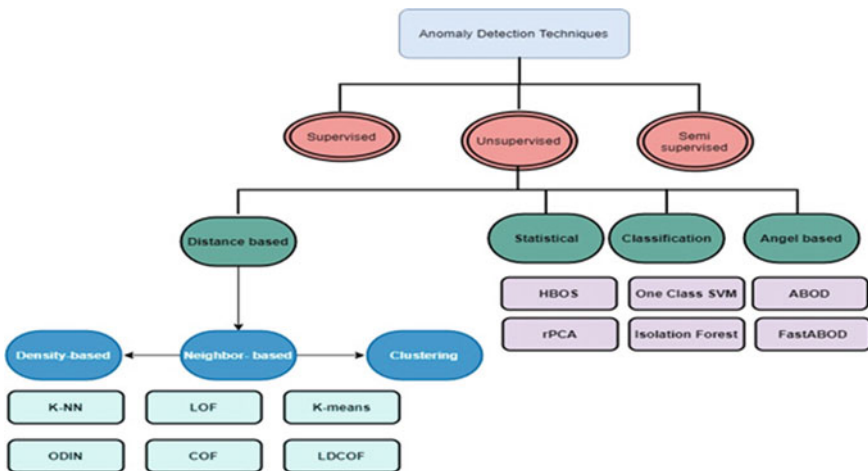 Anomaly Detection Techniques
Supervised
Unsupervised
Semi
supervised
Distance based
Statistical
Classification
Angel based
HBOS
One Class SVM
ABOD
rPCA
Isolation Forest
FastABOD
Density-based
Neighbor- based
Clustering
K-NN
LOF
K-means
ODIN
COF
LDCOF